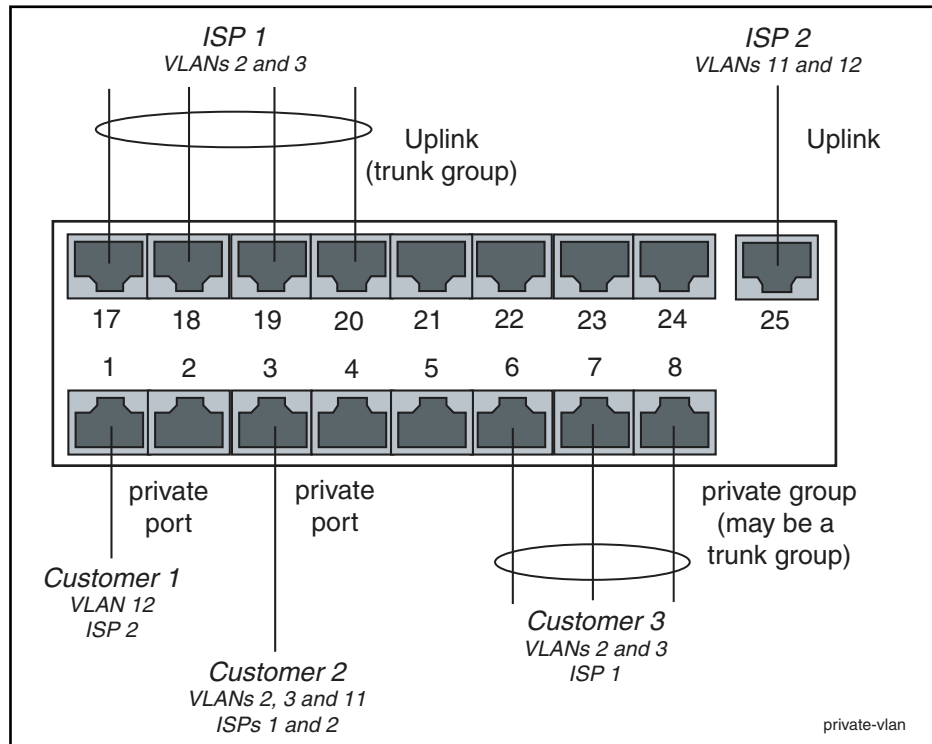 ISP 1
VLANs 2 and 3
ISP 2
VLANs 11 and 12
Uplink
(trunk group)
Uplink
17 18 19 20 21 22 23 24 25
1 2 3 4 5 6 7 8
private
port
private
port
private group
(may be a
trunk group)
Customer 1
VLAN 12
ISP 2
Customer 2
VLANs 2, 3 and 11
ISPs 1 and 2
Customer 3
VLANs 2 and 3
ISP 1
private-vlan